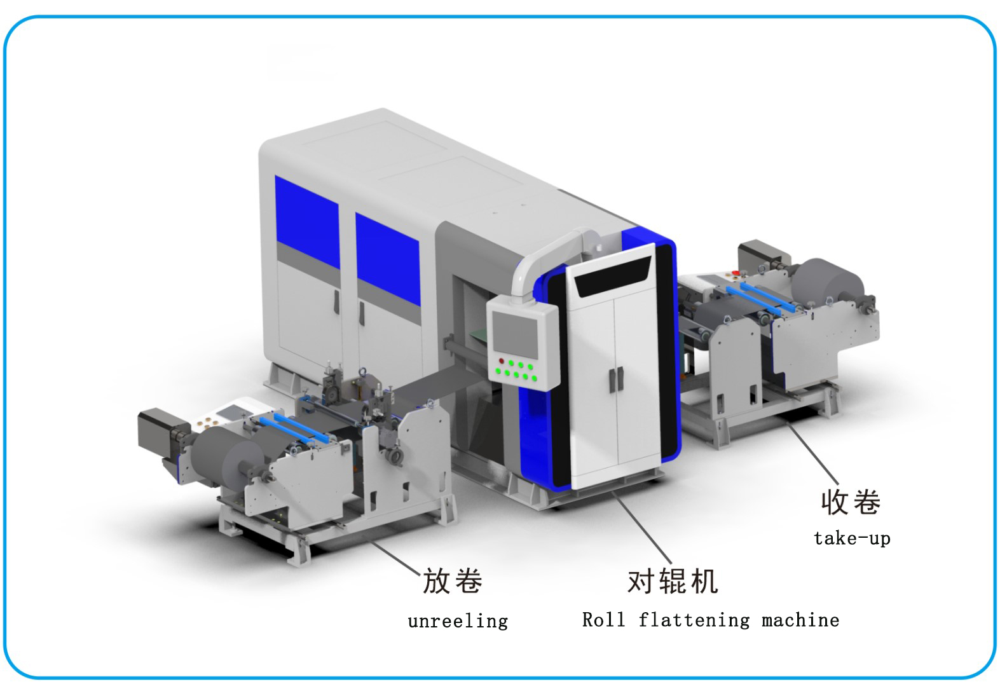 收卷
take-up
放卷
unreeling
对辊机
Roll flattening machine